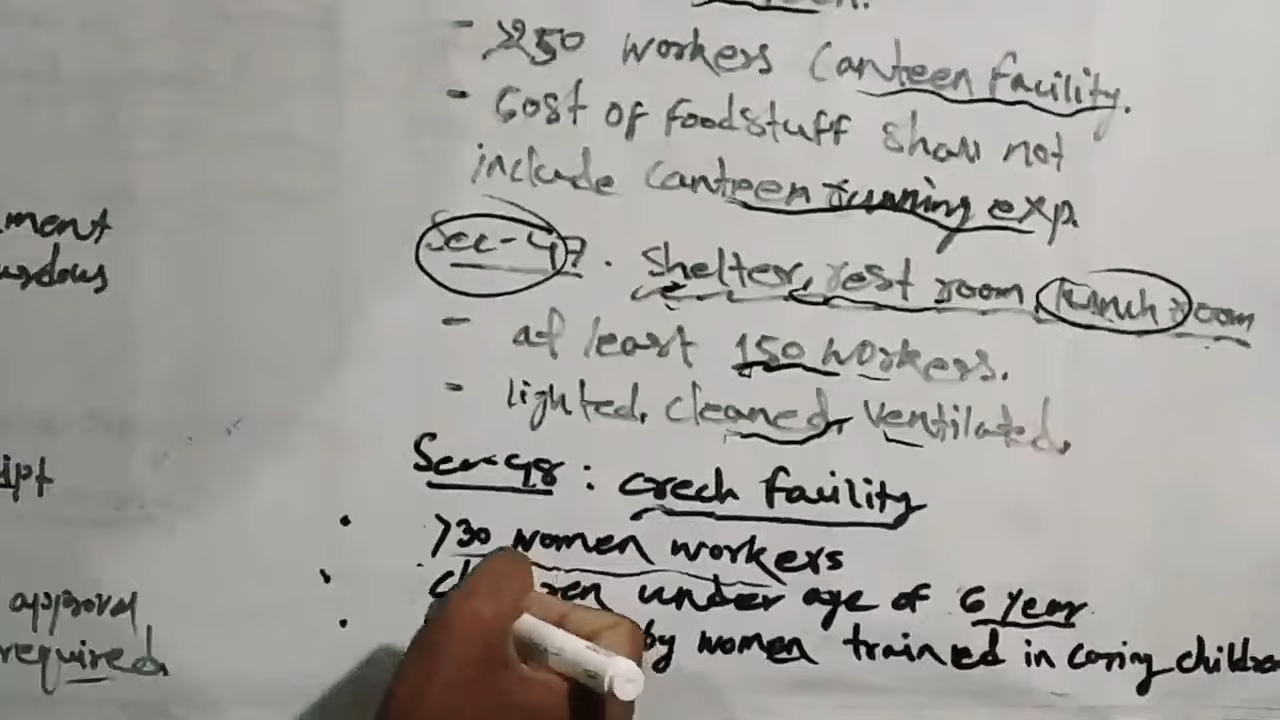 - >250 workers Canteen facility.
- Cost of foodstuff shall not
include canteen running exp.
Sec-47. Shelter, rest room, lunch room
- at least 150 workers.
- lighted, cleaned, ventilated.
Sec-48: crech facility
>30 women workers
under age of 6 year
by women trained in caring children
ment
approval
required.